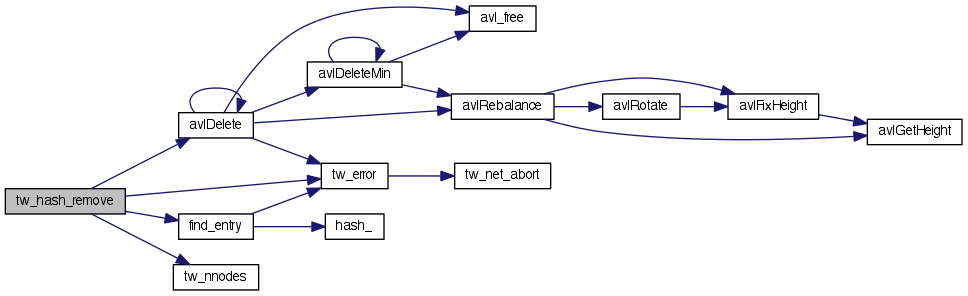 avl_free
avlDeleteMin
avlRebalance
avlRotate
avlFixHeight
avlDelete
avlGetHeight
tw_error
tw_net_abort
tw_hash_remove
find_entry
hash_
tw_nnodes